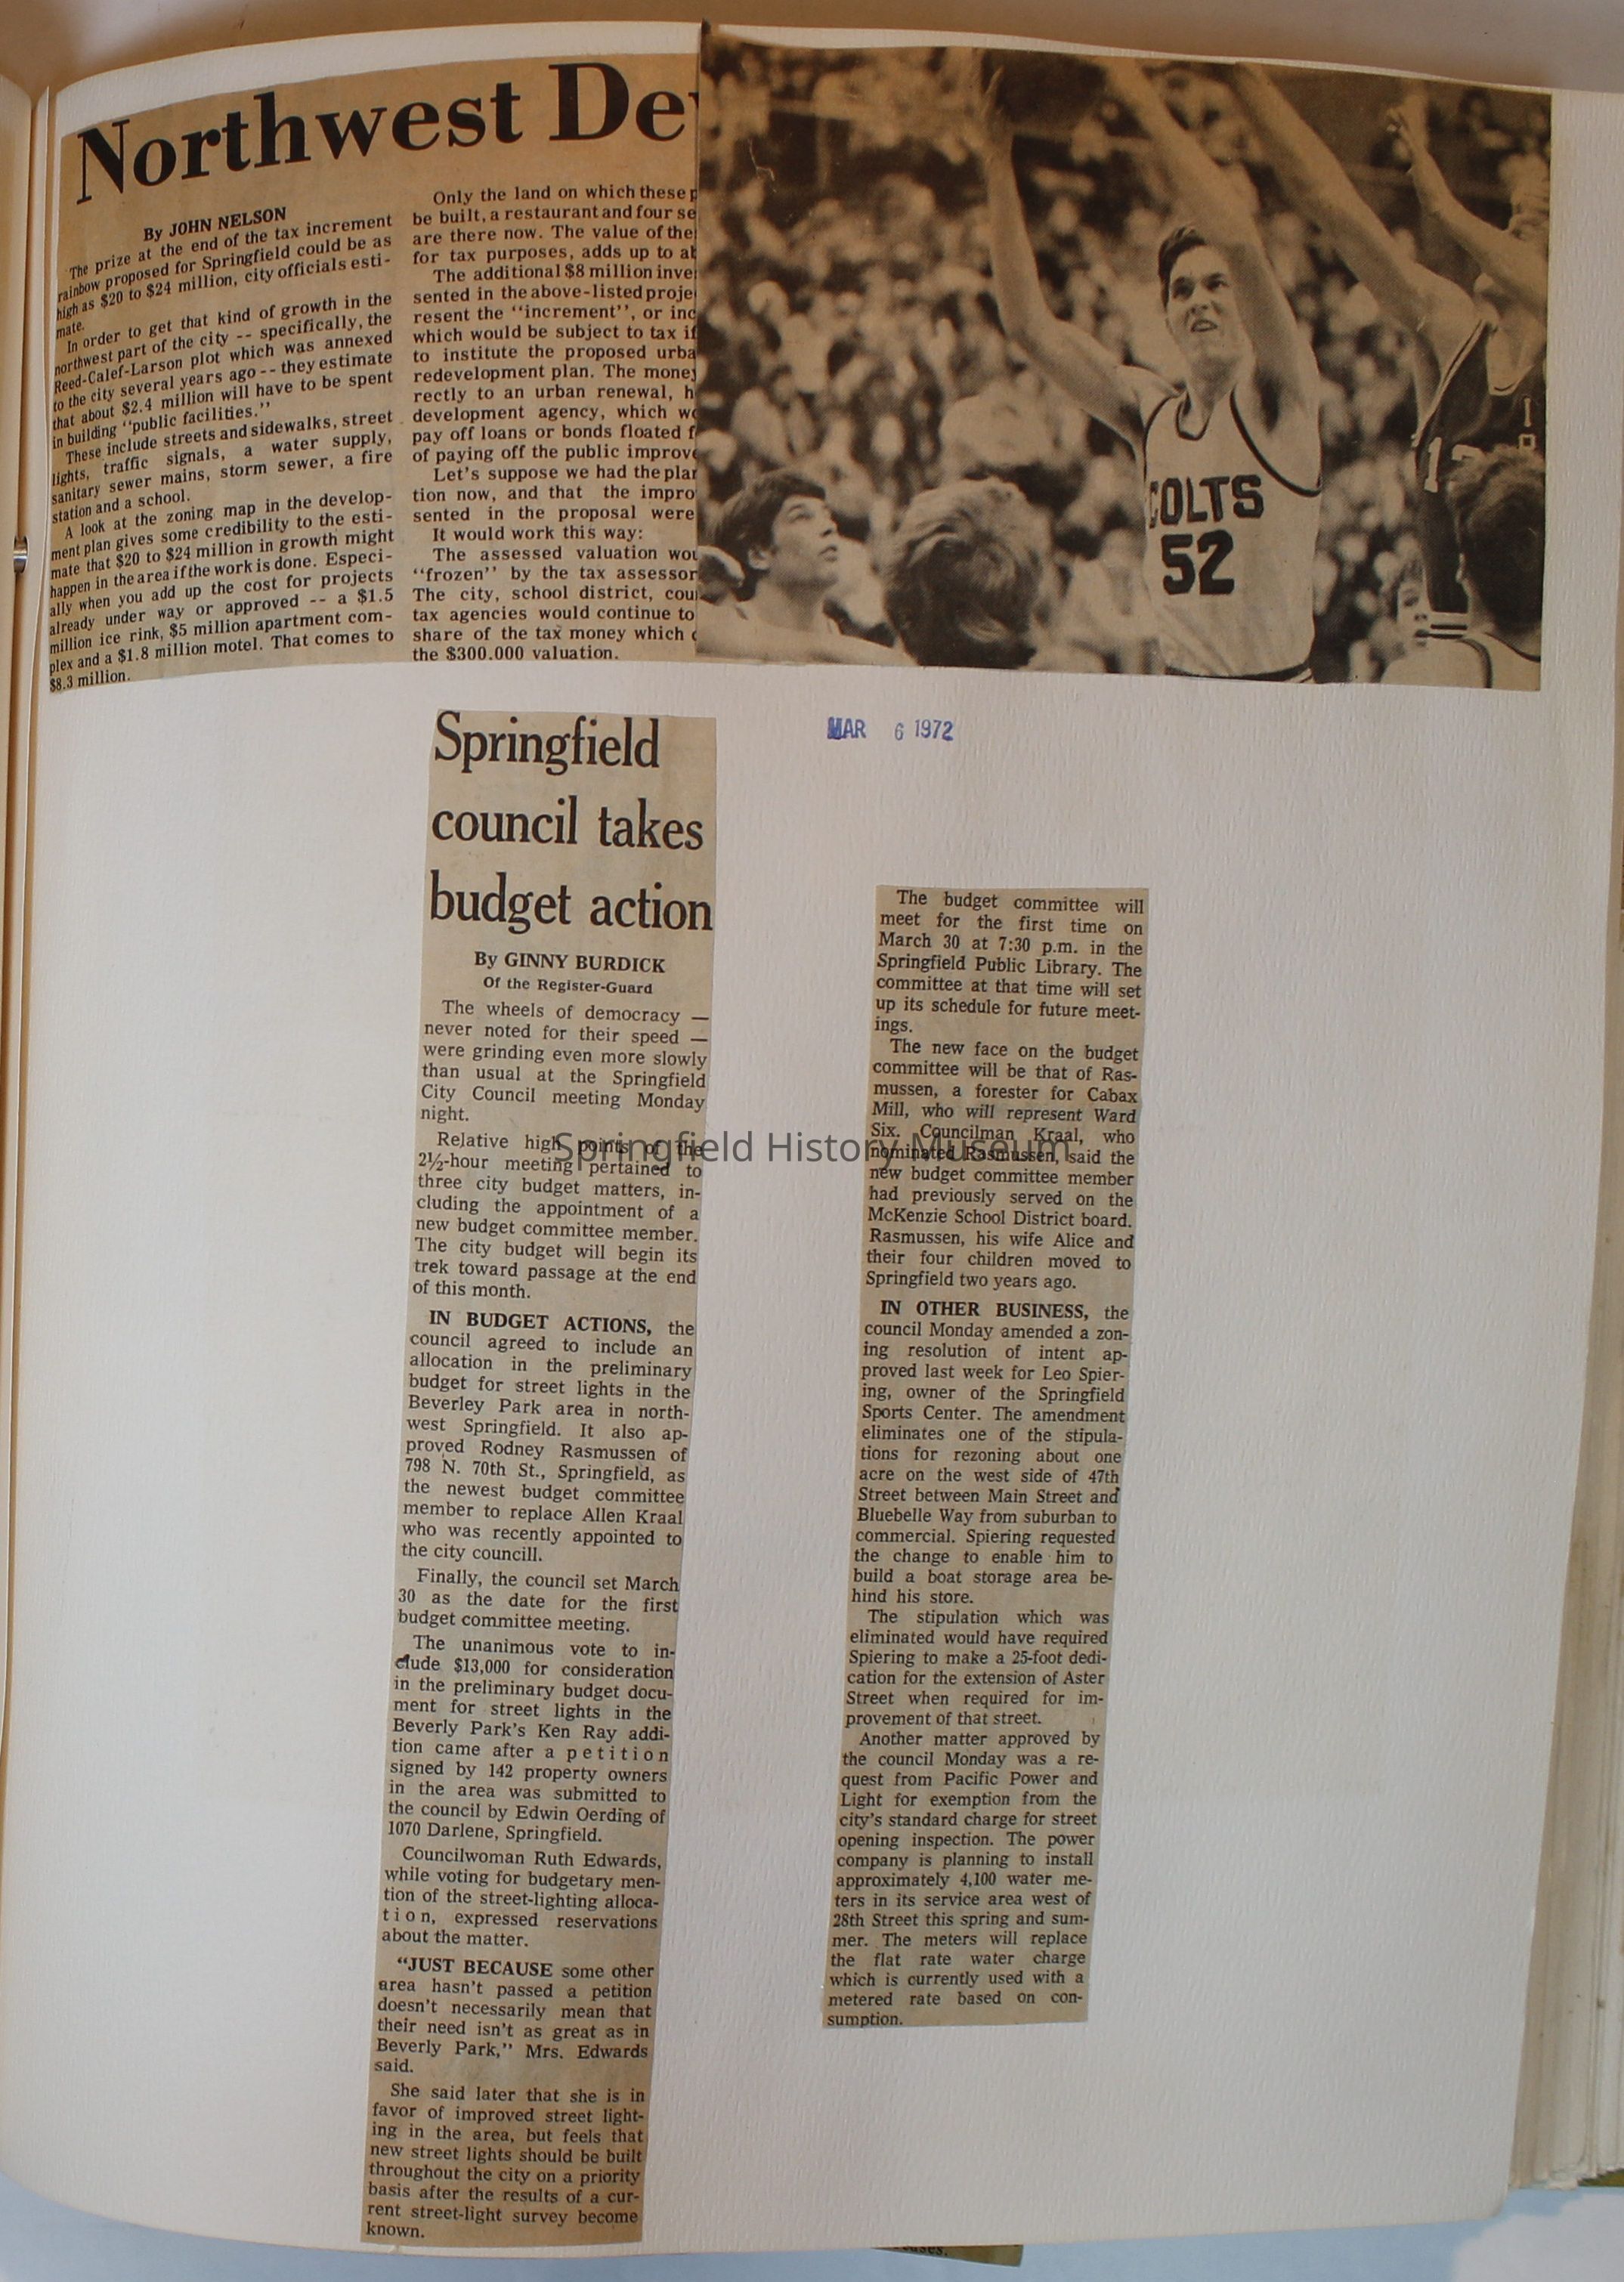 Northwest De
By JOHN NELSON
The prize at the end of the tax increment
rainbow proposed for Springfield could be as
high as $20 to $24 million, city officials esti-
mate.
In order to get that kind of growth in the
northwest part of the city -- specifically, the
Reed-Calef-Larson plot which was annexed
to the city several years ago -- they estimate
that about $2.4 million will have to be spent
in building "public facilities."
These include streets and sidewalks, street
lights, traffic signals, a water supply,
sanitary sewer mains, storm sewer, a fire
station and a school.
A look at the zoning map in the develop-
ment plan gives some credibility to the esti-
mate that $20 to $24 million in growth might
happen in the area if the work is done. Especi-
ally when you add up the cost for projects
already under way or approved -- a $1.5
million ice rink, $5 million apartment com-
plex and a $1.8 million motel. That comes to
$8.3 million.
Only the land on which these p
be built, a restaurant and four se
are there now. The value of the
for tax purposes, adds up to
The additional $8 million inve
sented in the above-listed proje
resent the "increment", or inc
which would be subject to tax if
to institute the proposed urba
redevelopment plan. The money
rectly to an urban renewal, h
development agency, which wo
pay off loans or bonds floated f
of paying off the public improve
Let's suppose we had the plan
tion now, and that the impro
sented in the proposal were
It would work this way:
The assessed valuation wou
"frozen" by the tax assessor
The city, school district, cou
tax agencies would continue to
share of the tax money which
the $300,000 valuation.
COLTS
52
Springfield
council takes
budget action
By GINNY BURDICK
Of the Register-Guard
The wheels of democracy —
never noted for their speed —
were grinding even more slowly
than usual at the Springfield
City Council meeting Monday
night.
Relative high points of the
2½-hour meeting pertained to
three city budget matters, in-
cluding the appointment of a
new budget committee member.
The city budget will begin its
trek toward passage at the end
of this month.
IN BUDGET ACTIONS, the
council agreed to include an
allocation in the preliminary
budget for street lights in the
Beverley Park area in north-
west Springfield. It also ap-
proved Rodney Rasmussen of
798 N. 70th St., Springfield, as
the newest budget committee
member to replace Allen Kraal
who was recently appointed to
the city councill.
Finally, the council set March
30 as the date for the first
budget committee meeting.
The unanimous vote to in-
clude $13,000 for consideration
in the preliminary budget docu-
ment for street lights in the
Beverly Park's Ken Ray addi-
tion came after a petition
signed by 142 property owners
in the area was submitted to
the council by Edwin Oerding of
1070 Darlene, Springfield.
Councilwoman Ruth Edwards,
while voting for budgetary men-
tion of the street-lighting alloca-
tion, expressed reservations
about the matter.
"JUST BECAUSE some other
area hasn't passed a petition
doesn't necessarily mean that
their need isn't as great as in
Beverly Park," Mrs. Edwards
said.
She said later that she is in
favor of improved street light-
ing in the area, but feels that
new street lights should be built
throughout the city on a priority
basis after the results of a cur-
rent street-light survey become
known.
MAR 6 1972
The budget committee will
meet for the first time on
March 30 at 7:30 p.m. in the
Springfield Public Library. The
committee at that time will set
up its schedule for future meet-
ings.
The new face on the budget
committee will be that of Ras-
mussen, a forester for Cabax
Mill, who will represent Ward
Six. Councilman Kraal, who
nominated Rasmussen, said the
new budget committee member
had previously served on the
McKenzie School District board.
Rasmussen, his wife Alice and
their four children moved to
Springfield two years ago.
IN OTHER BUSINESS, the
council Monday amended a zon-
ing resolution of intent ap-
proved last week for Leo Spier-
ing, owner of the Springfield
Sports Center. The amendment
eliminates one of the stipula-
tions for rezoning about one
acre on the west side of 47th
Street between Main Street and
Bluebelle Way from suburban to
commercial. Spiering requested
the change to enable him to
build a boat storage area be-
hind his store.
The stipulation which was
eliminated would have required
Spiering to make a 25-foot dedi-
cation for the extension of Aster
Street when required for im-
provement of that street.
Another matter approved by
the council Monday was a re-
quest from Pacific Power and
Light for exemption from the
city's standard charge for street
opening inspection. The power
company is planning to install
approximately 4,100 water me-
ters in its service area west of
28th Street this spring and sum-
mer. The meters will replace
the flat rate water charge
which is currently used with a
metered rate based on con-
sumption.
Springfield History Museum